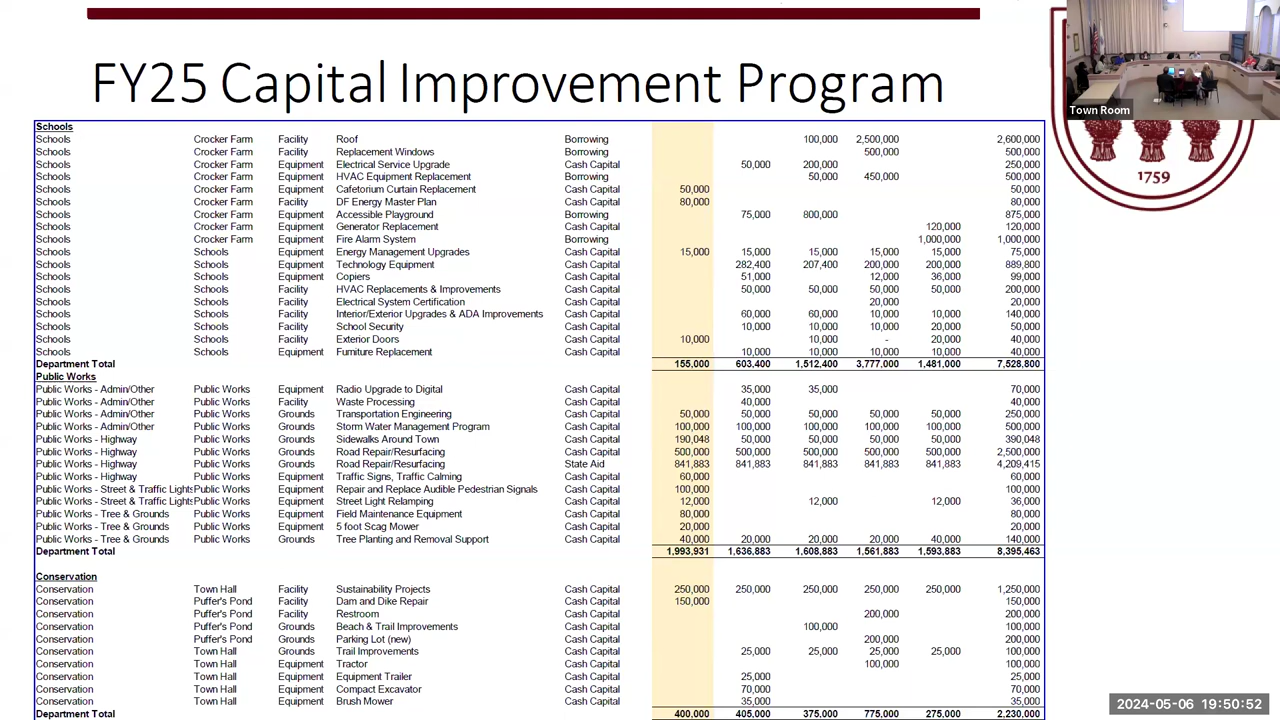 FY25 Capital Improvement Program
Town Room
1759
Schools
Schools Crocker Farm Facility Roof Borrowing 100,000 2,500,000 2,600,000
Schools Crocker Farm Facility Replacement Windows Borrowing 500,000 500,000
Schools Crocker Farm Equipment Electrical Service Upgrade Cash Capital 50,000 200,000 250,000
Schools Crocker Farm Equipment HVAC Equipment Replacement Borrowing 50,000 450,000 500,000
Schools Crocker Farm Equipment Cafetorium Curtain Replacement Cash Capital 50,000 50,000
Schools Crocker Farm Facility DF Energy Master Plan Cash Capital 80,000 80,000
Schools Crocker Farm Equipment Accessible Playground Borrowing 75,000 800,000 875,000
Schools Crocker Farm Equipment Generator Replacement Cash Capital 120,000 120,000
Schools Crocker Farm Equipment Fire Alarm System Borrowing 1,000,000 1,000,000
Schools Schools Equipment Energy Management Upgrades Cash Capital 15,000 15,000 15,000 15,000 15,000 75,000
Schools Schools Equipment Technology Equipment Cash Capital 282,400 207,400 200,000 200,000 889,800
Schools Schools Equipment Copiers Cash Capital 51,000 12,000 36,000 99,000
Schools Schools Facility HVAC Replacements & Improvements Cash Capital 50,000 50,000 50,000 50,000 200,000
Schools Schools Facility Electrical System Certification Cash Capital 20,000 20,000
Schools Schools Facility Interior/Exterior Upgrades & ADA Improvements Cash Capital 60,000 60,000 10,000 10,000 140,000
Schools Schools Facility School Security Cash Capital 10,000 10,000 10,000 20,000 50,000
Schools Schools Facility Exterior Doors Cash Capital 10,000 10,000 - 20,000 40,000
Schools Schools Equipment Furniture Replacement Cash Capital 10,000 10,000 10,000 10,000 40,000
Department Total 155,000 603,400 1,512,400 3,777,000 1,481,000 7,528,800
Public Works
Public Works - Admin/Other Public Works Equipment Radio Upgrade to Digital Cash Capital 35,000 35,000 70,000
Public Works - Admin/Other Public Works Facility Waste Processing Cash Capital 40,000 40,000
Public Works - Admin/Other Public Works Grounds Transportation Engineering Cash Capital 50,000 50,000 50,000 50,000 50,000 250,000
Public Works - Admin/Other Public Works Grounds Storm Water Management Program Cash Capital 100,000 100,000 100,000 100,000 100,000 500,000
Public Works - Highway Public Works Grounds Sidewalks Around Town Cash Capital 190,048 50,000 50,000 50,000 50,000 390,048
Public Works - Highway Public Works Grounds Road Repair/Resurfacing Cash Capital 500,000 500,000 500,000 500,000 500,000 2,500,000
Public Works - Highway Public Works Grounds Road Repair/Resurfacing State Aid 841,883 841,883 841,883 841,883 841,883 4,209,415
Public Works - Highway Public Works Equipment Traffic Signs, Traffic Calming Cash Capital 60,000 60,000
Public Works - Street & Traffic Lights Public Works Equipment Repair and Replace Audible Pedestrian Signals Cash Capital 100,000 100,000
Public Works - Street & Traffic Lights Public Works Equipment Street Light Relamping Cash Capital 12,000 12,000 12,000 36,000
Public Works - Tree & Grounds Public Works Equipment Field Maintenance Equipment Cash Capital 80,000 80,000
Public Works - Tree & Grounds Public Works Equipment 5 foot Scag Mower Cash Capital 20,000 20,000
Public Works - Tree & Grounds Public Works Grounds Tree Planting and Removal Support Cash Capital 40,000 20,000 20,000 20,000 40,000 140,000
Department Total 1,993,931 1,636,883 1,608,883 1,561,883 1,593,883 8,395,463
Conservation
Conservation Town Hall Facility Sustainability Projects Cash Capital 250,000 250,000 250,000 250,000 250,000 1,250,000
Conservation Puffer's Pond Facility Dam and Dike Repair Cash Capital 150,000 150,000
Conservation Puffer's Pond Facility Restroom Cash Capital 200,000 200,000
Conservation Puffer's Pond Grounds Beach & Trail Improvements Cash Capital 100,000 100,000
Conservation Puffer's Pond Grounds Parking Lot (new) Cash Capital 200,000 200,000
Conservation Town Hall Grounds Trail Improvements Cash Capital 25,000 25,000 25,000 25,000 100,000
Conservation Town Hall Equipment Tractor Cash Capital 100,000 100,000
Conservation Town Hall Equipment Equipment Trailer Cash Capital 25,000 25,000
Conservation Town Hall Equipment Compact Excavator Cash Capital 70,000 70,000
Conservation Town Hall Equipment Brush Mower Cash Capital 35,000 35,000
Department Total 400,000 405,000 375,000 775,000 275,000 2,230,000
2024-05-06 19:50:52